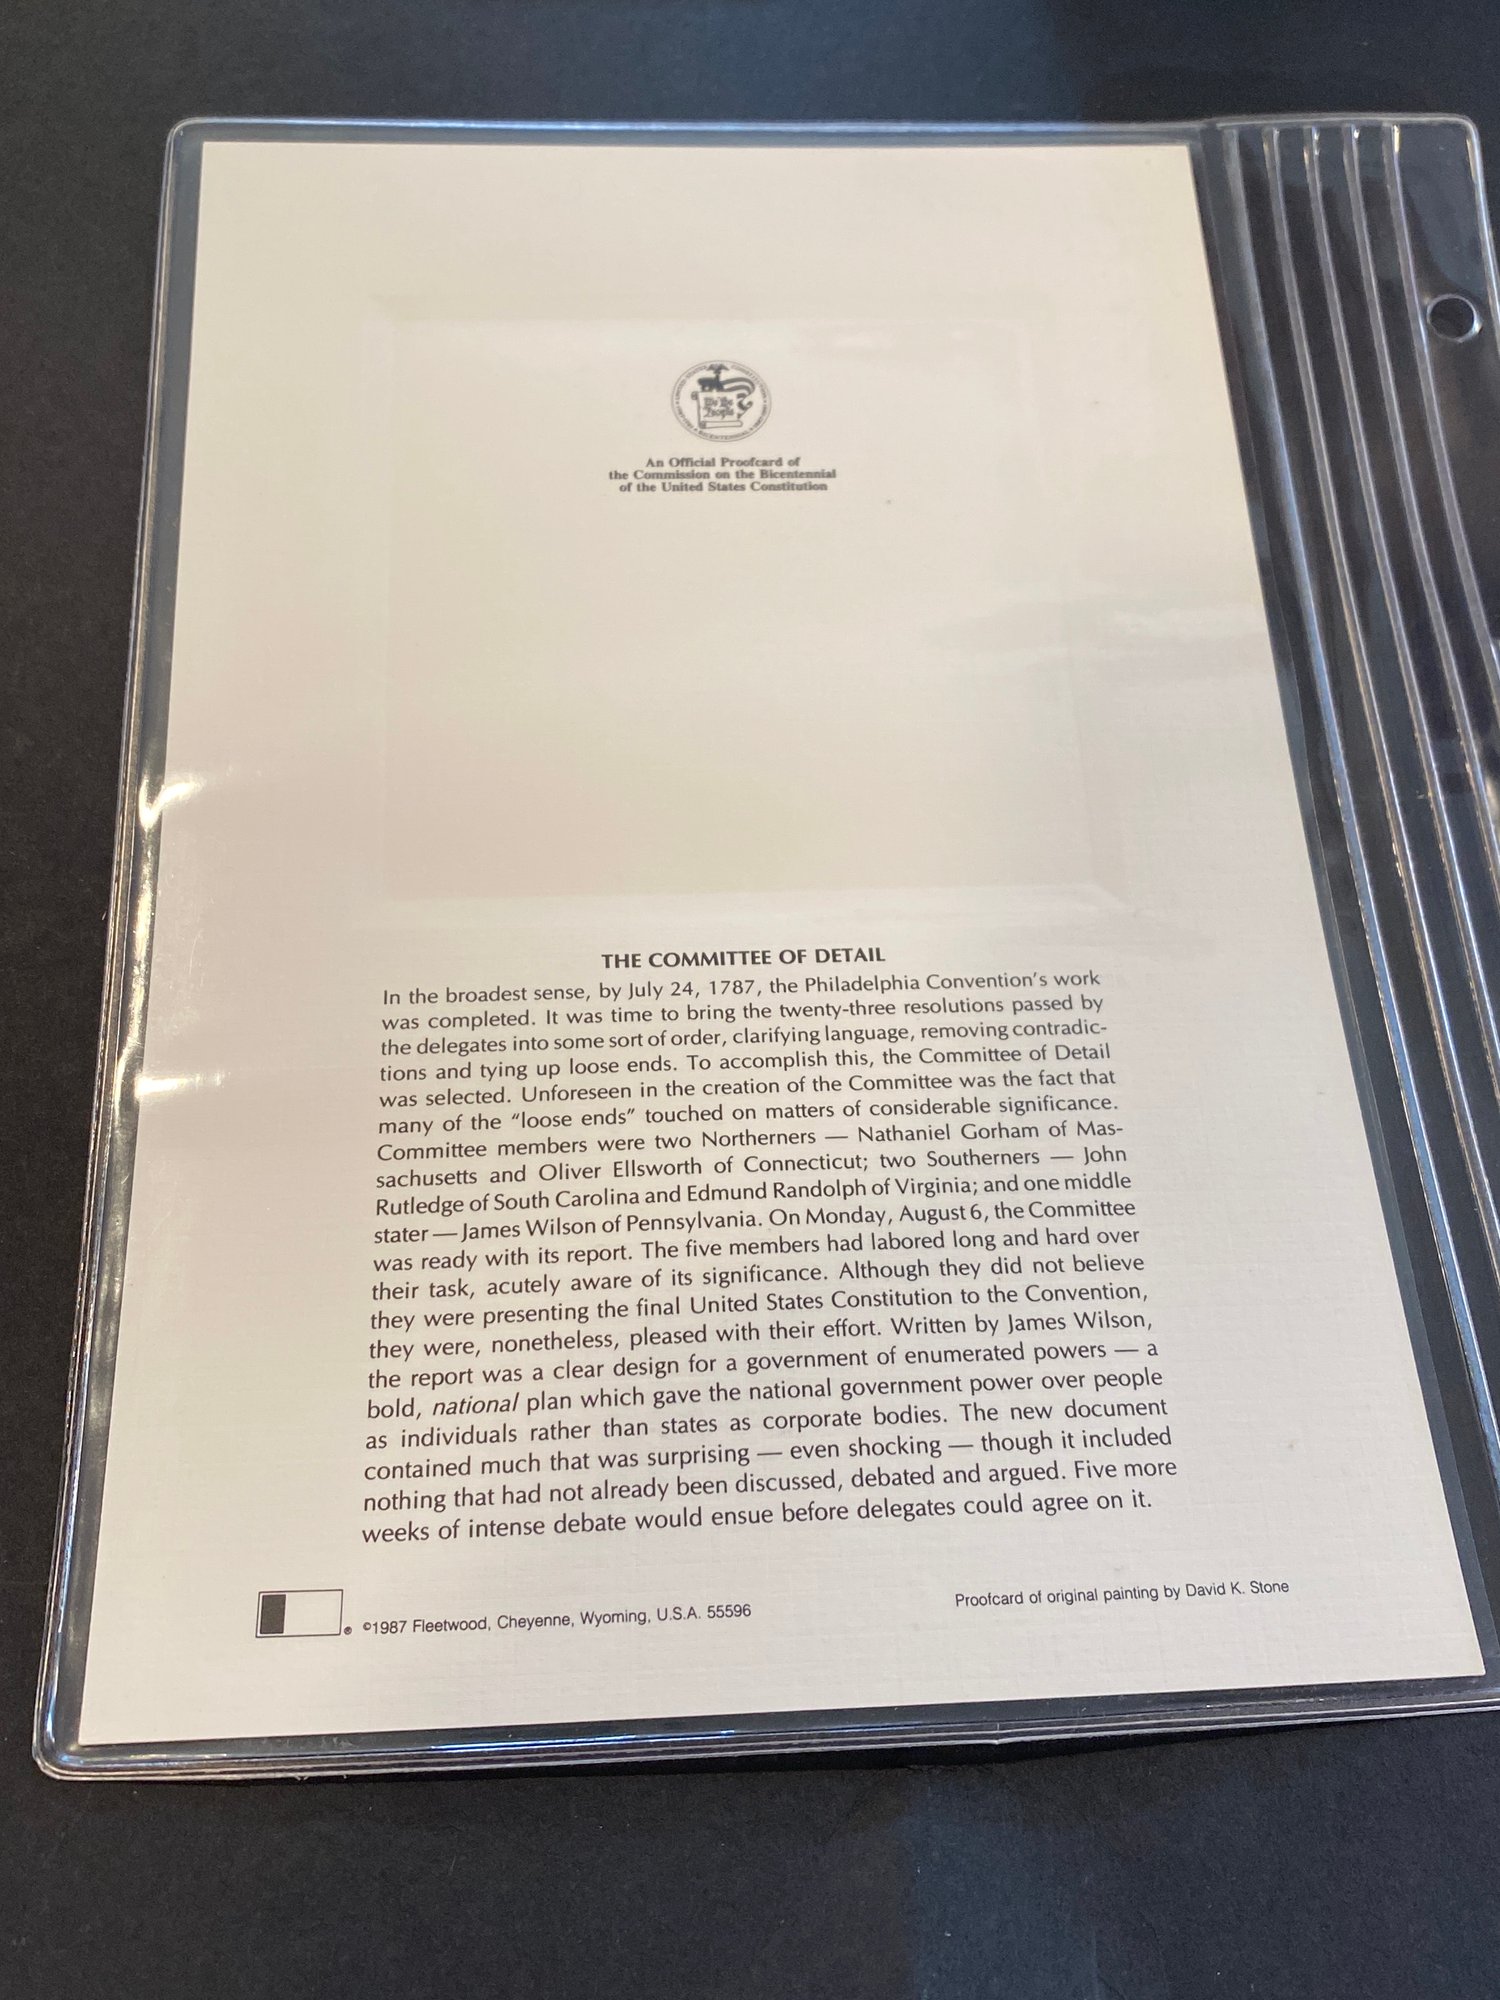 We the
People
An Official Proofcard of
the Commission on the Bicentennial
of the United States Constitution
THE COMMITTEE OF DETAIL
In the broadest sense, by July 24, 1787, the Philadelphia Convention's work
was completed. It was time to bring the twenty-three resolutions passed by
the delegates into some sort of order, clarifying language, removing contradic-
tions and tying up loose ends. To accomplish this, the Committee of Detail
was selected. Unforeseen in the creation of the Committee was the fact that
many of the “loose ends” touched on matters of considerable significance.
Committee members were two Northerners — Nathaniel Gorham of Mas-
sachusetts and Oliver Ellsworth of Connecticut; two Southerners — John
Rutledge of South Carolina and Edmund Randolph of Virginia; and one middle
stater — James Wilson of Pennsylvania. On Monday, August 6, the Committee
was ready with its report. The five members had labored long and hard over
their task, acutely aware of its significance. Although they did not believe
they were presenting the final United States Constitution to the Convention,
they were, nonetheless, pleased with their effort. Written by James Wilson,
the report was a clear design for a government of enumerated powers — a
bold, national plan which gave the national government power over people
as individuals rather than states as corporate bodies. The new document
contained much that was surprising — even shocking — though it included
nothing that had not already been discussed, debated and argued. Five more
weeks of intense debate would ensue before delegates could agree on it.
® ©1987 Fleetwood, Cheyenne, Wyoming, U.S.A. 55596
Proofcard of original painting by David K. Stone